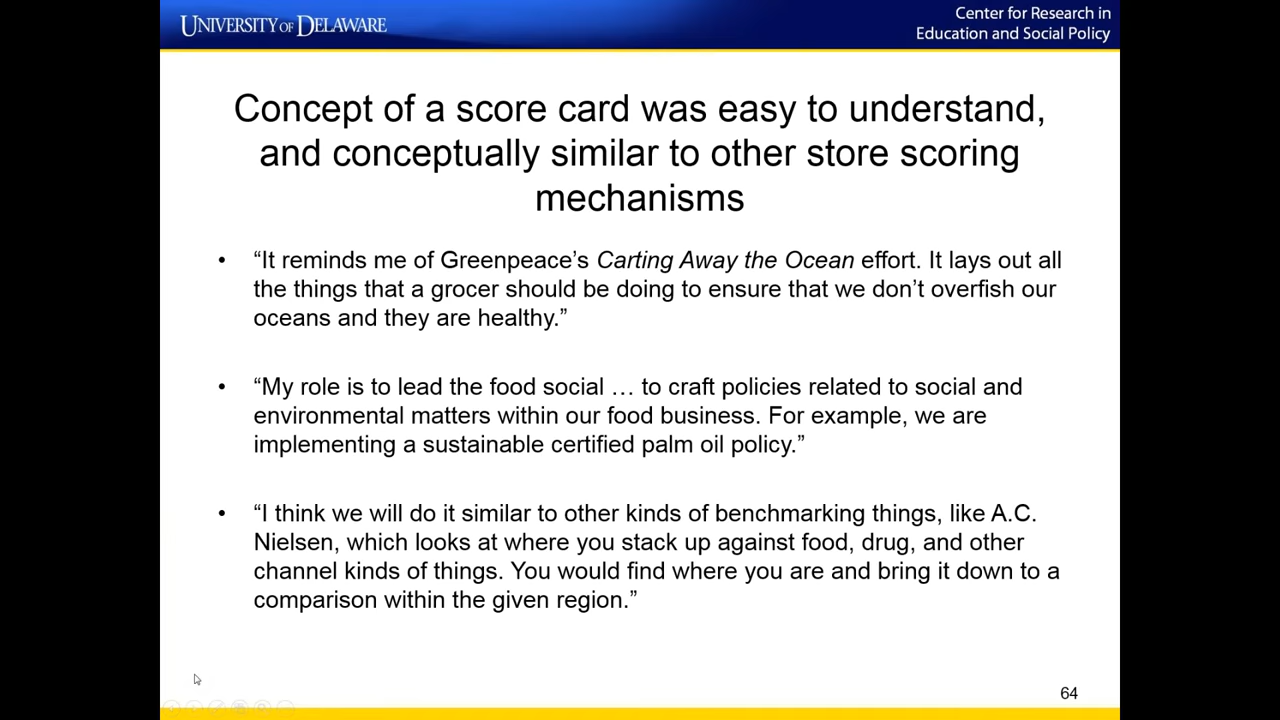 UNIVERSITY OF DELAWARE
Center for Research in
Education and Social Policy
Concept of a score card was easy to understand,
and conceptually similar to other store scoring
mechanisms
• “It reminds me of Greenpeace’s Carting Away the Ocean effort. It lays out all
the things that a grocer should be doing to ensure that we don’t overfish our
oceans and they are healthy.”
• “My role is to lead the food social … to craft policies related to social and
environmental matters within our food business. For example, we are
implementing a sustainable certified palm oil policy.”
• “I think we will do it similar to other kinds of benchmarking things, like A.C.
Nielsen, which looks at where you stack up against food, drug, and other
channel kinds of things. You would find where you are and bring it down to a
comparison within the given region.”
64